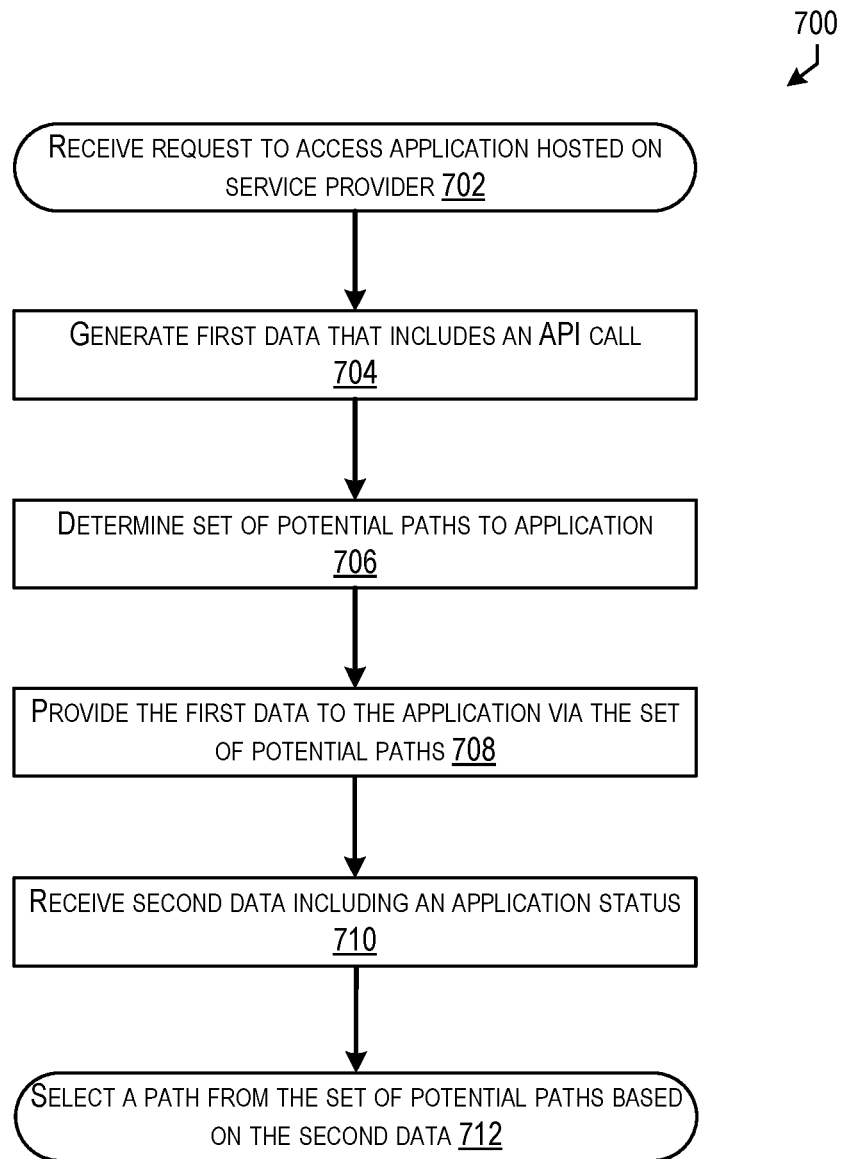 700
RECEIVE REQUEST TO ACCESS APPLICATION HOSTED ON
SERVICE PROVIDER 702
GENERATE FIRST DATA THAT INCLUDES AN API CALL
704
DETERMINE SET OF POTENTIAL PATHS TO APPLICATION
706
PROVIDE THE FIRST DATA TO THE APPLICATION VIA THE SET
OF POTENTIAL PATHS 708
RECEIVE SECOND DATA INCLUDING AN APPLICATION STATUS
710
SELECT A PATH FROM THE SET OF POTENTIAL PATHS BASED
ON THE SECOND DATA 712